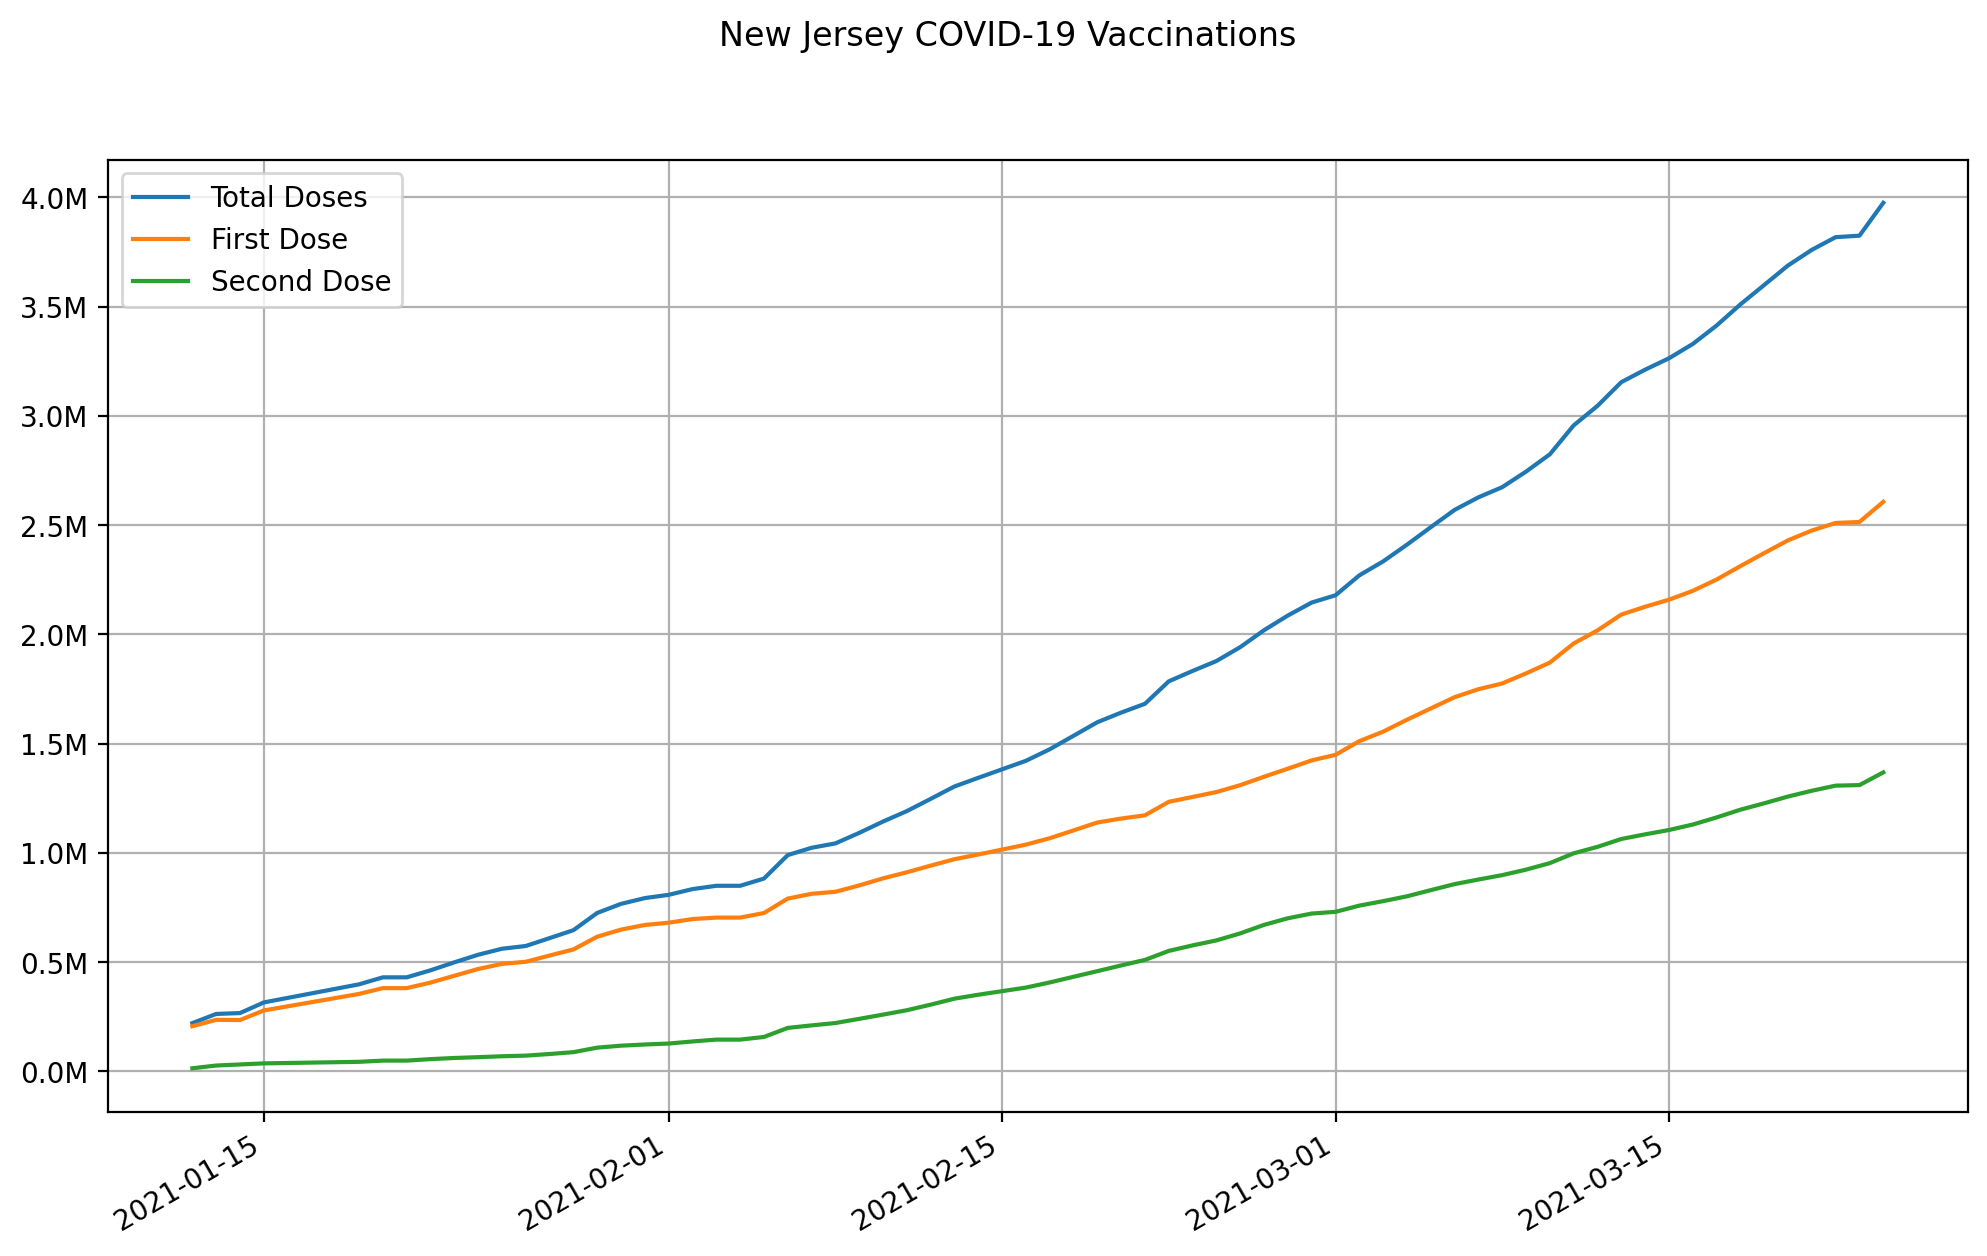 New Jersey COVID-19 Vaccinations
4.0M
3.5M
3.0M
2.5M
2.0M
1.5M
1.0M
0.5M
0.0M
Total Doses
First Dose
Second Dose
2021-01-15
2021-02-01
2021-02-15
2021-03-01
2021-03-15